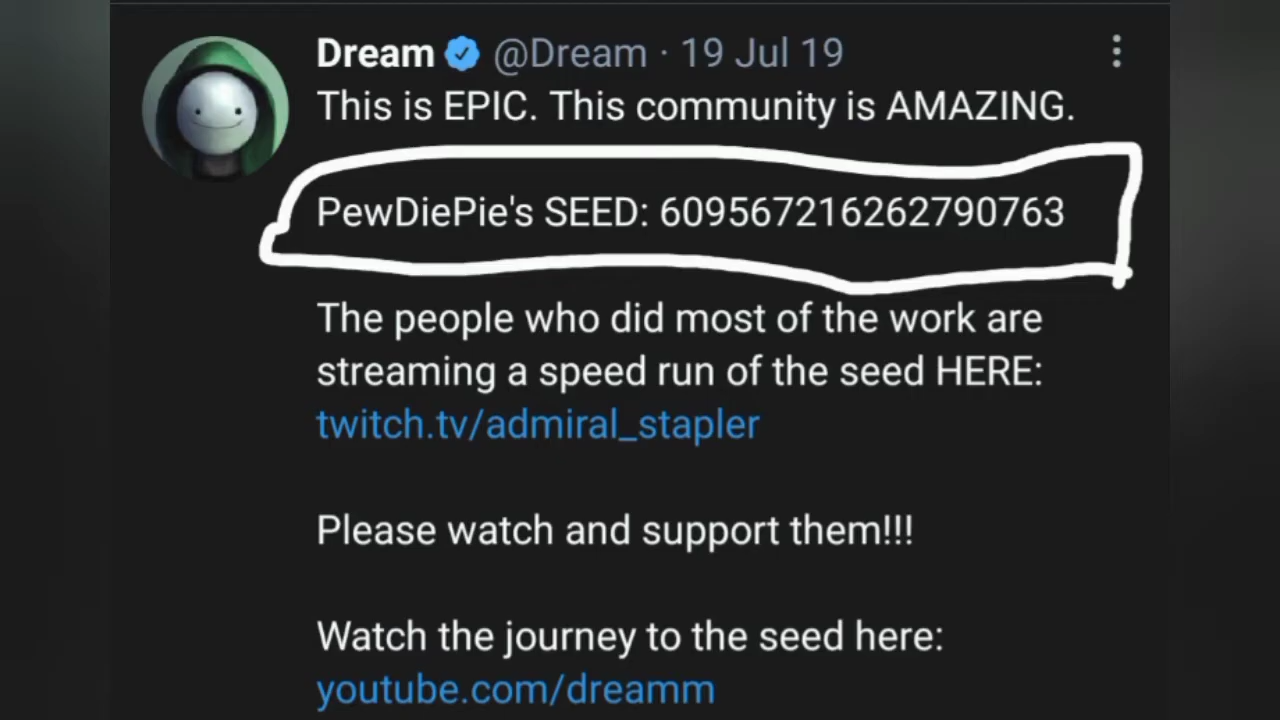 Dream @Dream · 19 Jul 19
This is EPIC. This community is AMAZING.
PewDiePie's SEED: 609567216262790763
The people who did most of the work are
streaming a speed run of the seed HERE:
twitch.tv/admiral_stapler
Please watch and support them!!!
Watch the journey to the seed here:
youtube.com/dreamm